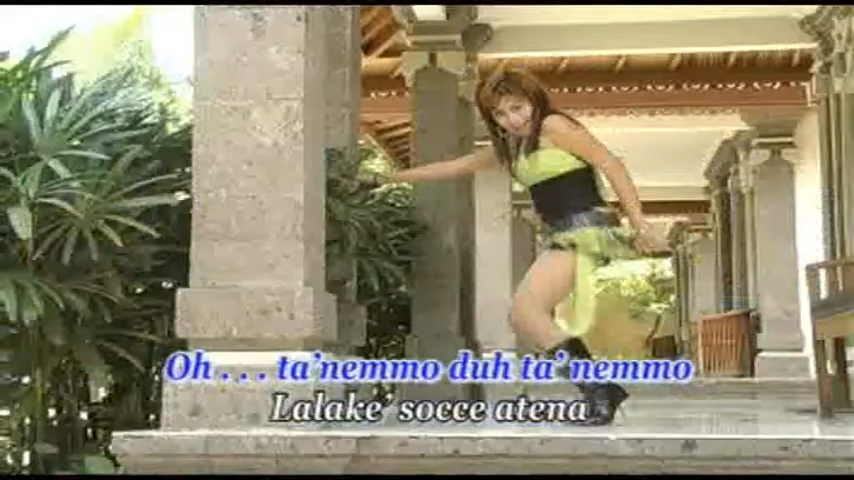 Oh . . . ta’nemmo duh ta’nemmo
Lalake’ socce atena